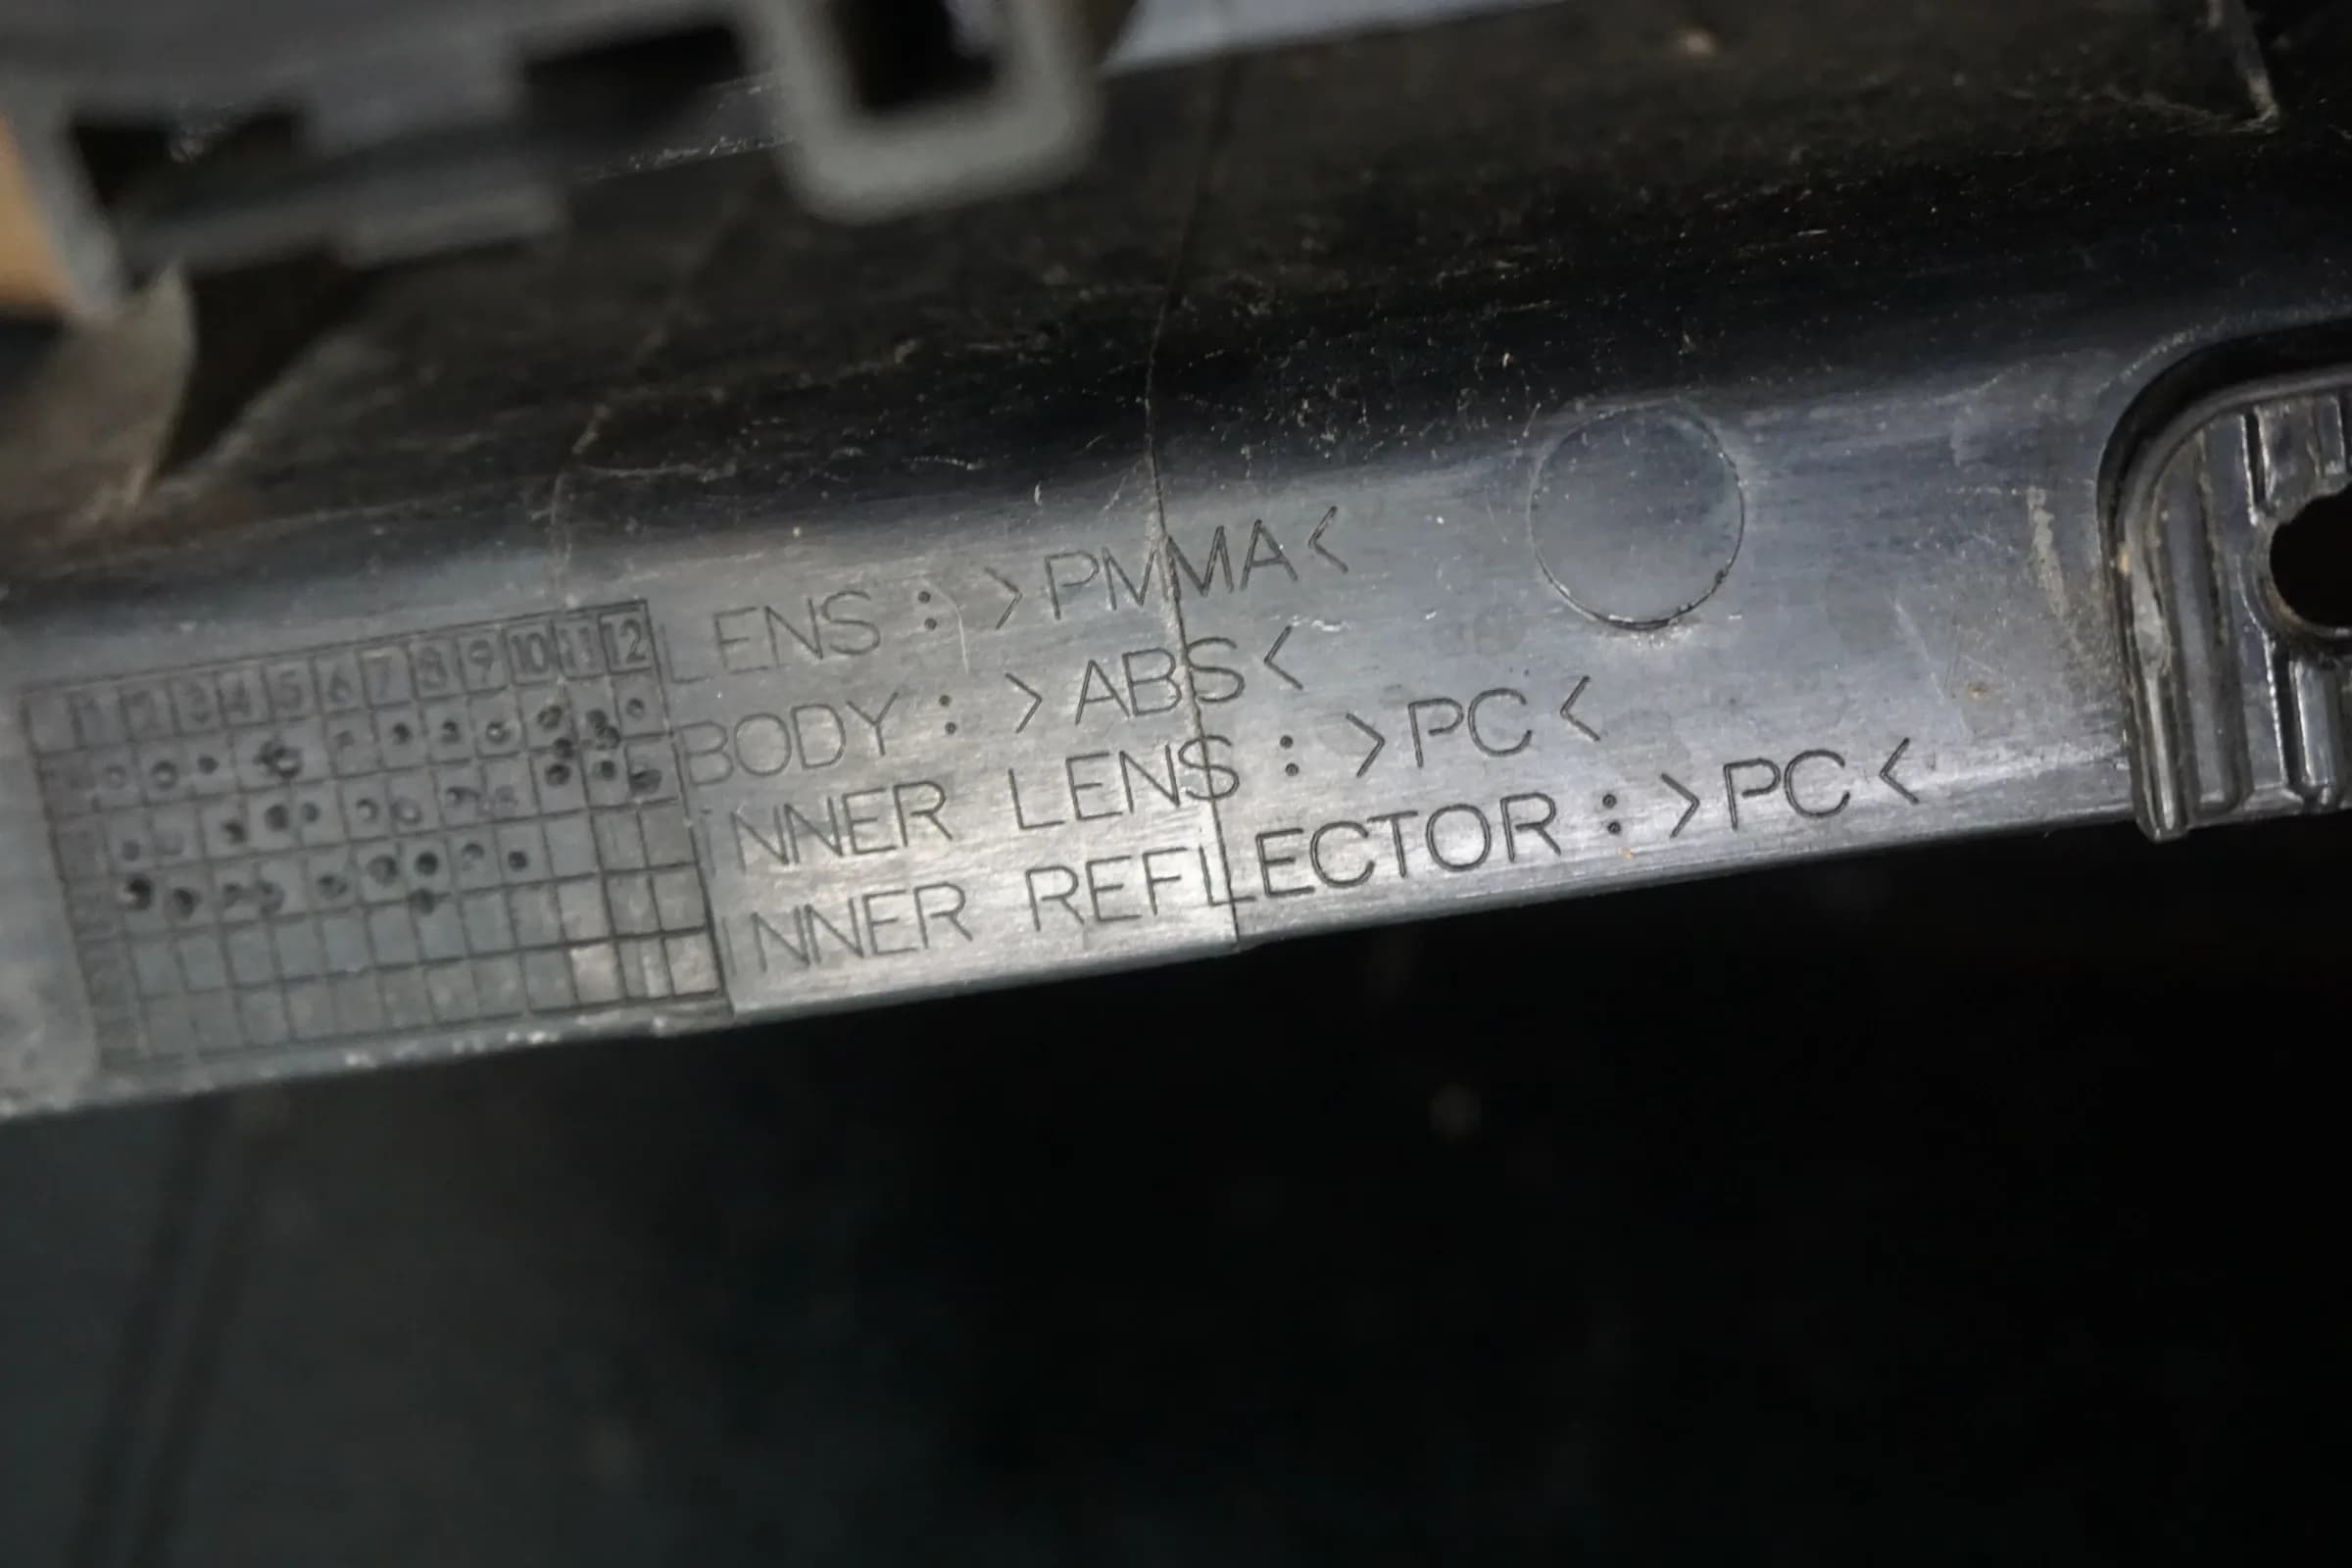 1 2 3 4 5 6 7 8 9 10 11 12
LENS : >PMMA<
BODY : >ABS<
INNER LENS : >PC<
INNER REFLECTOR : >PC<